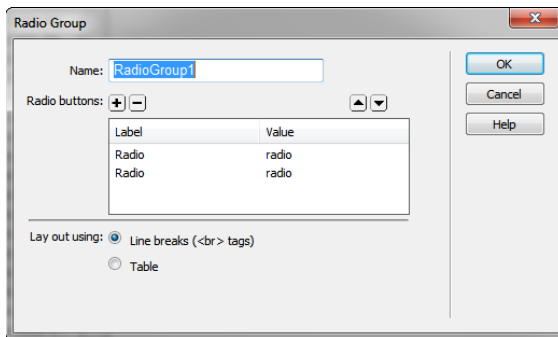 Radio Group
Name: RadioGroup1
OK
Radio buttons:
Cancel
Help
Label Value
Radio radio
Radio radio
Lay out using: Line breaks (<br> tags)
Table